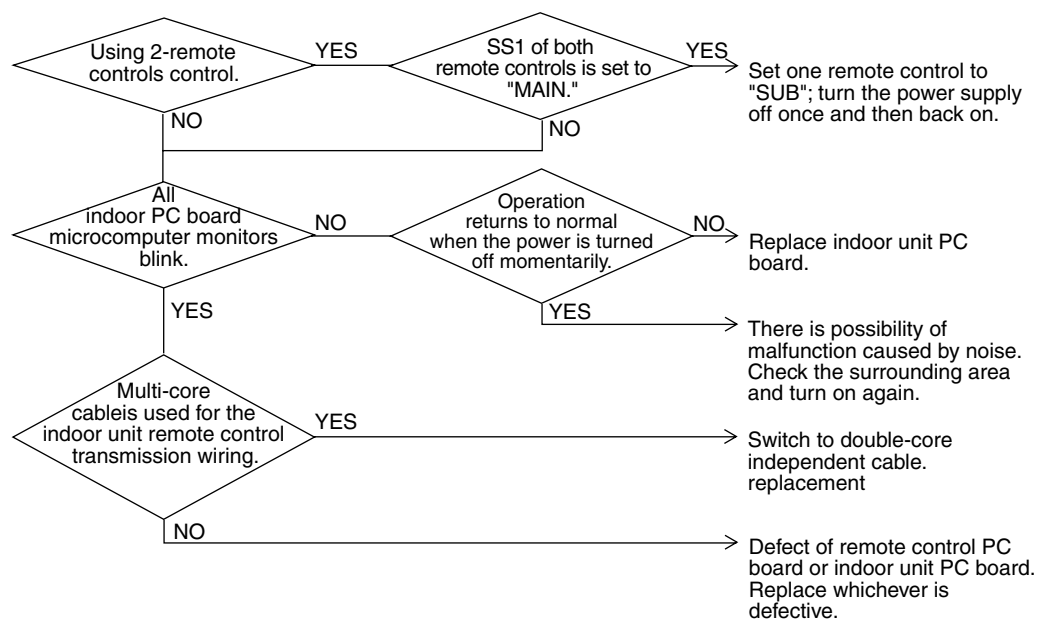 Using 2-remote
controls control.
YES
SS1 of both
remote controls is set to
"MAIN."
YES
Set one remote control to
"SUB"; turn the power supply
off once and then back on.
NO
NO
All
indoor PC board
microcomputer monitors
blink.
NO
Operation
returns to normal
when the power is turned
off momentarily.
NO
Replace indoor unit PC
board.
YES
YES
There is possibility of
malfunction caused by noise.
Check the surrounding area
and turn on again.
Multi-core
cableis used for the
indoor unit remote control
transmission wiring.
YES
Switch to double-core
independent cable.
replacement
NO
Defect of remote control PC
board or indoor unit PC board.
Replace whichever is
defective.